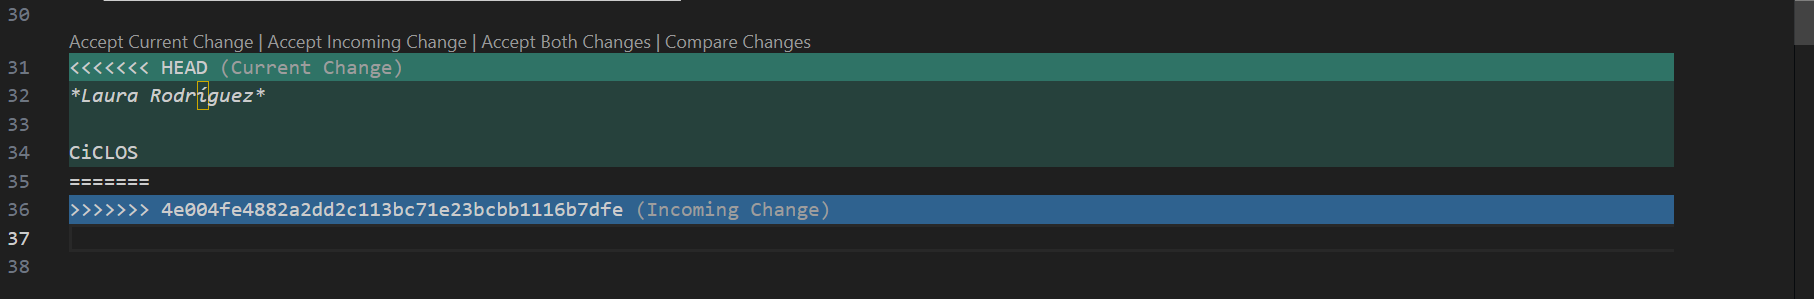 30
Accept Current Change | Accept Incoming Change | Accept Both Changes | Compare Changes
31 <<<<<<< HEAD (Current Change)
32 *Laura Rodríguez*
33
34 CiCLOS
35 =======
36 >>>>>>> 4e004fe4882a2dd2c113bc71e23bcbb1116b7dfe (Incoming Change)
37
38